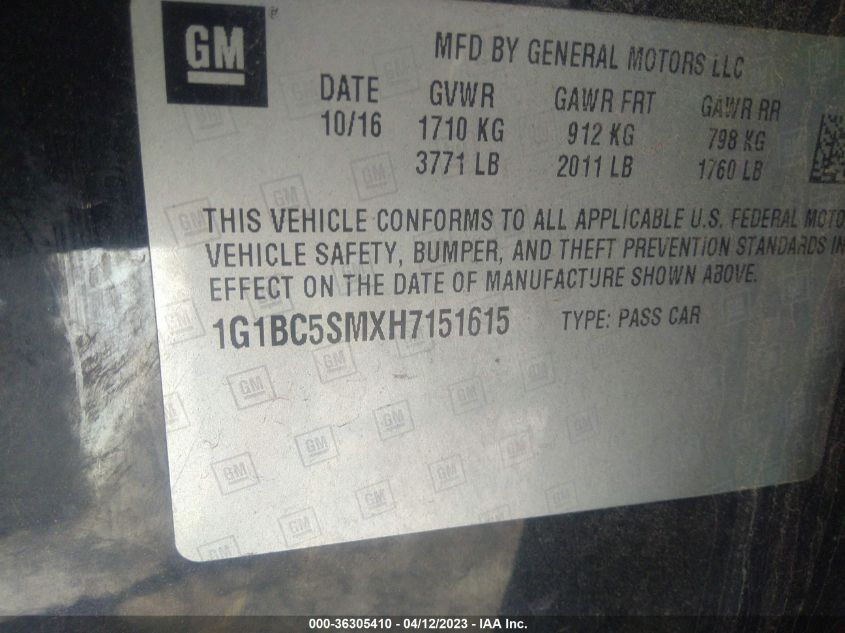 GM
MFD BY GENERAL MOTORS LLC
DATE GVWR GAWR FRT GAWR RR
10/16 1710 KG 912 KG 798 KG
3771 LB 2011 LB 1760 LB
THIS VEHICLE CONFORMS TO ALL APPLICABLE U.S. FEDERAL MOTO
VEHICLE SAFETY, BUMPER, AND THEFT PREVENTION STANDARDS IN
EFFECT ON THE DATE OF MANUFACTURE SHOWN ABOVE.
1G1BC5SMXH7151615 TYPE: PASS CAR
000-36305410 - 04/12/2023 - IAA Inc.